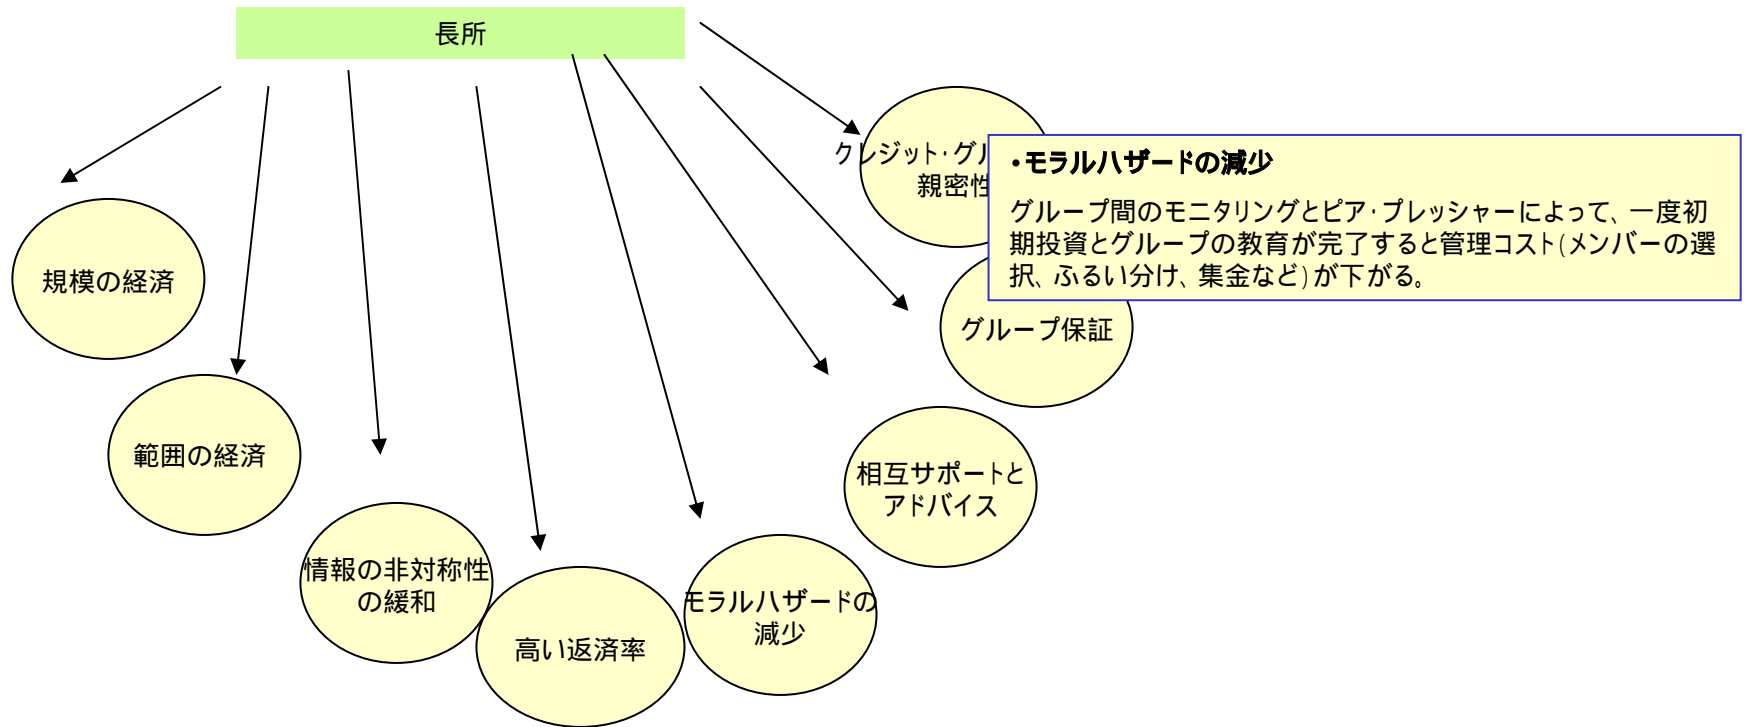 長所
クレジット・グル
親密性
・モラルハザードの減少
グループ間のモニタリングとピア・プレッシャーによって、一度初
期投資とグループの教育が完了すると管理コスト(メンバーの選
択、ふるい分け、集金など)が下がる。
規模の経済
グループ保証
範囲の経済
相互サポートと
アドバイス
情報の非対称性
の緩和
モラルハザードの
減少
高い返済率